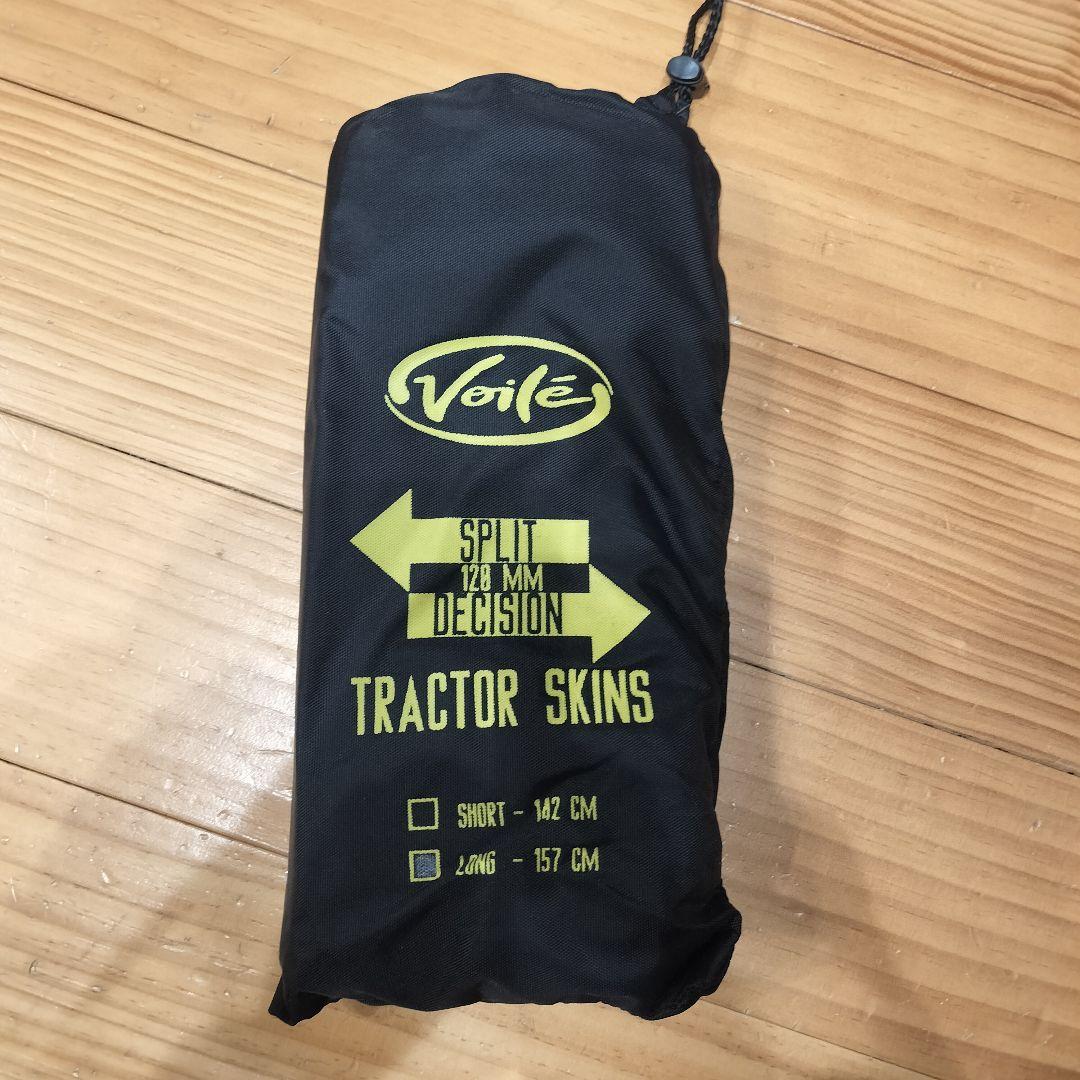 Voilé
SPLIT
128 MM
DECISION
TRACTOR SKINS
SHORT - 142 CM
LONG - 157 CM